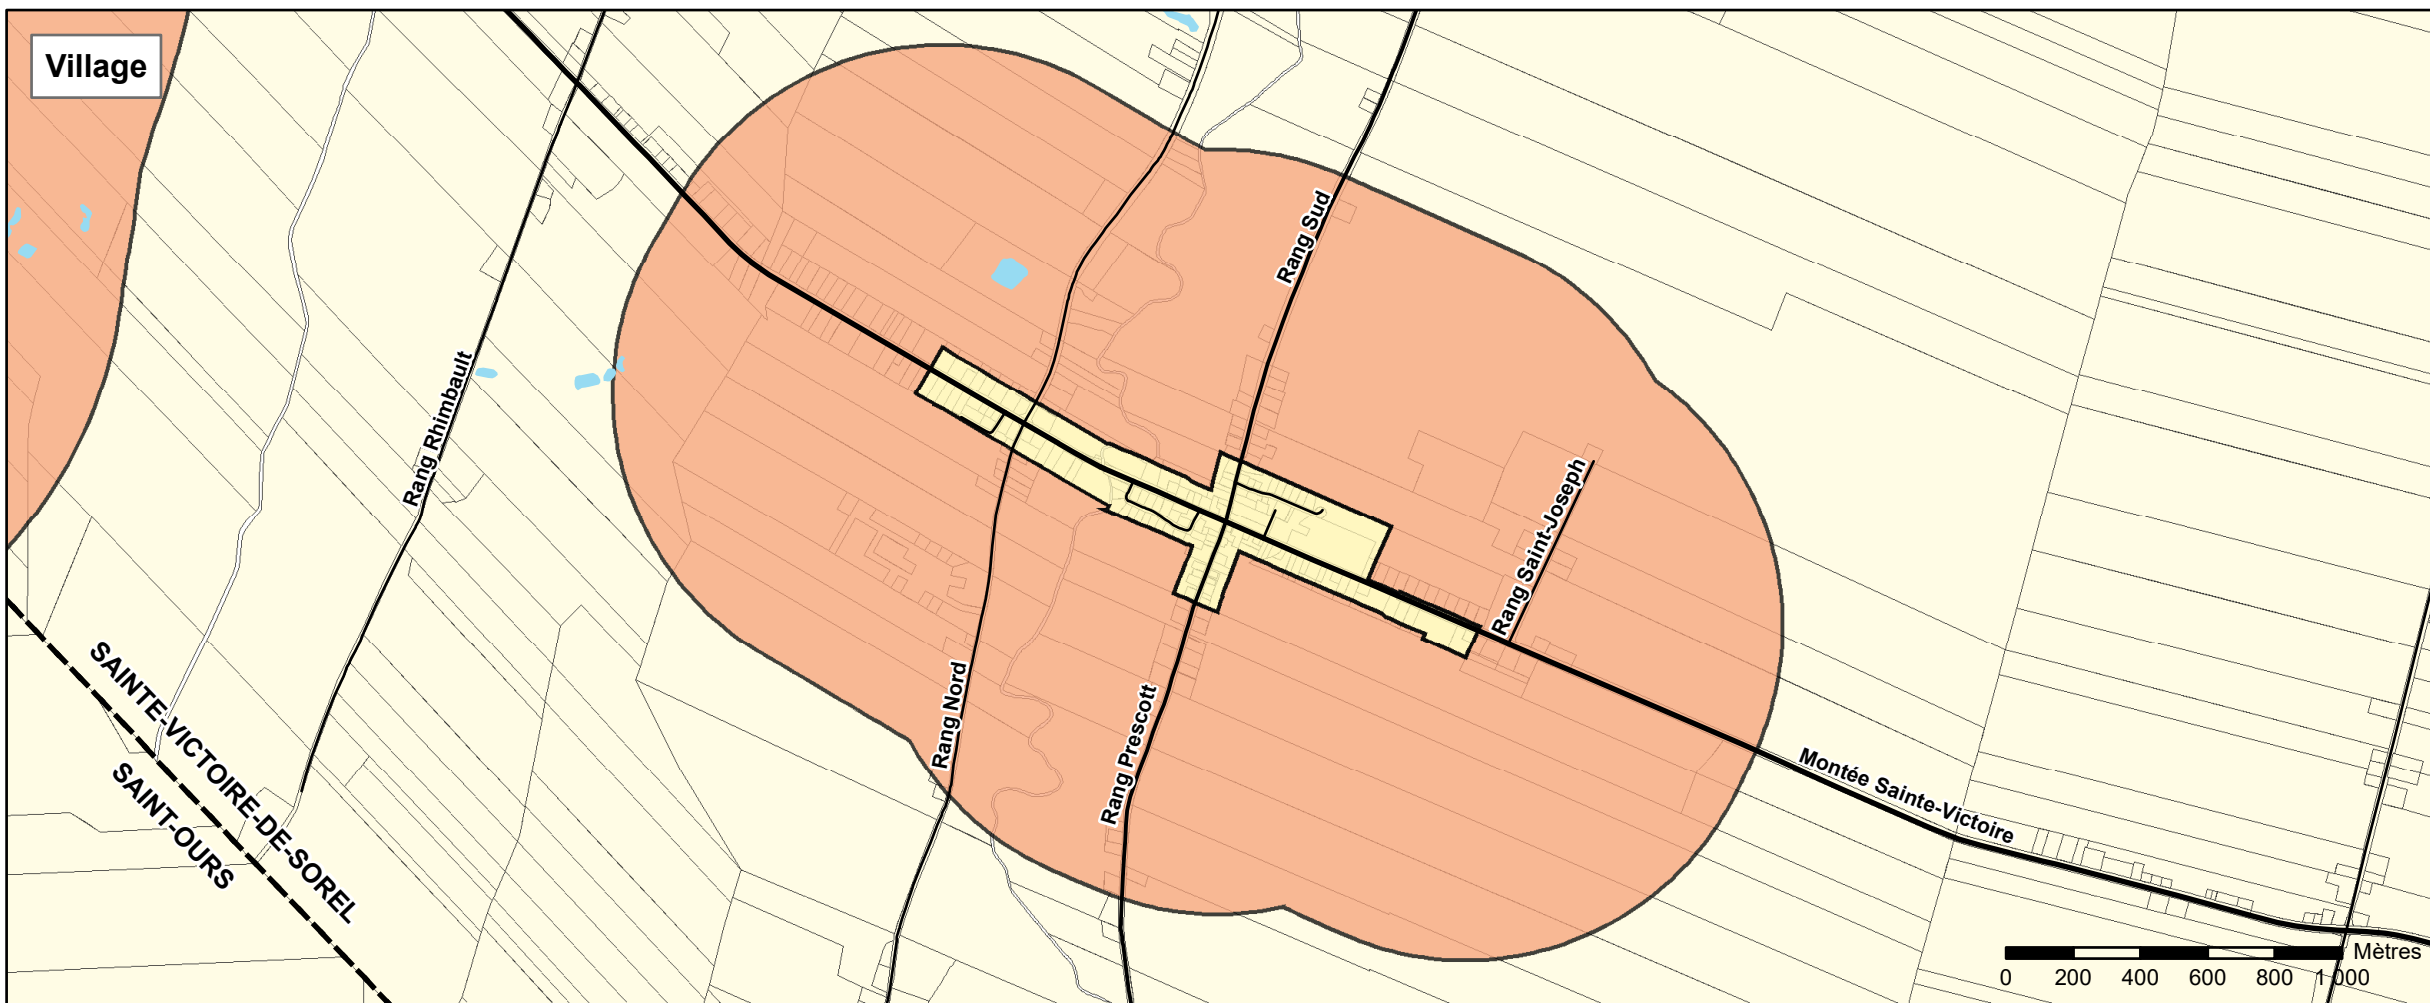 Village
Rang Sud
Rang Rhimbault
Rang Saint-Joseph
SAINTE-VICTOIRE-DE-SOREL
SAINT-OURS
Rang Nord
Rang Prescott
Montée Sainte-Victoire
Mètres
0 200 400 600 800 1 000